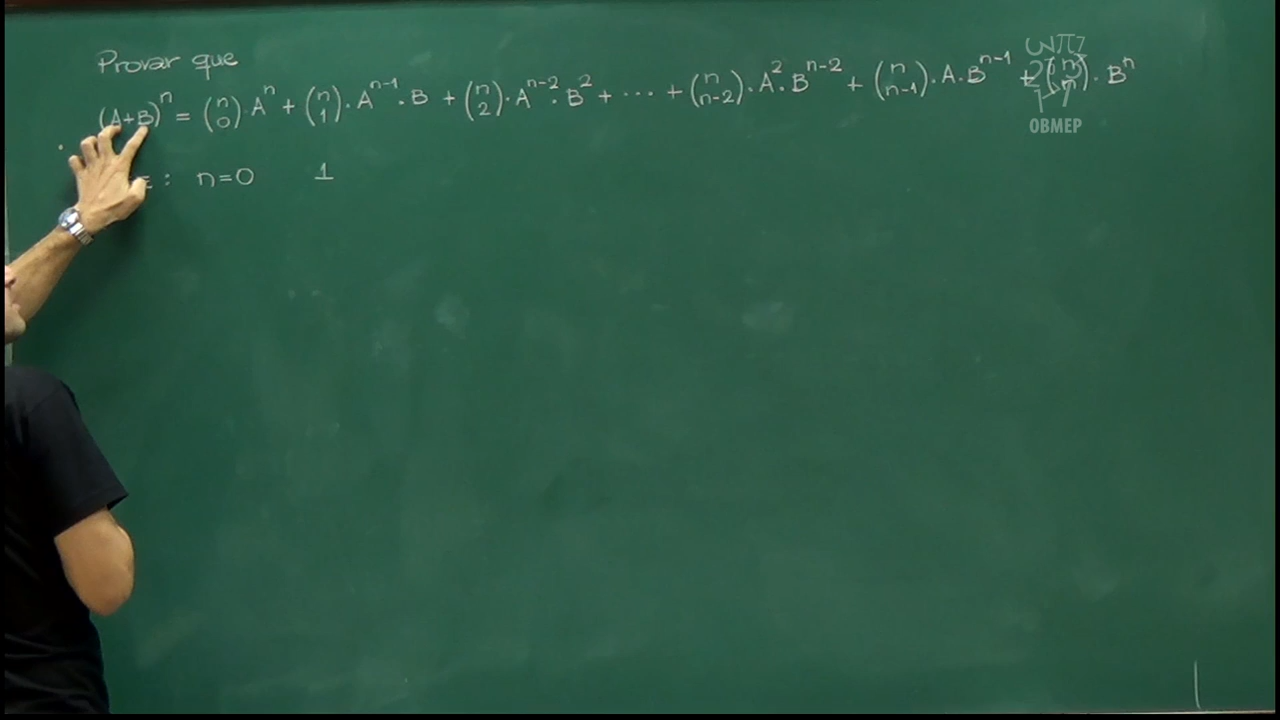 Provar que
(A+B)^n = (n 0)·A^n + (n 1)·A^{n-1}·B + (n 2)·A^{n-2}·B^2 + ··· + (n n-2)·A^2·B^{n-2} + (n n-1)·A·B^{n-1} + (n n)·B^n
: n=0 1
OBMEP